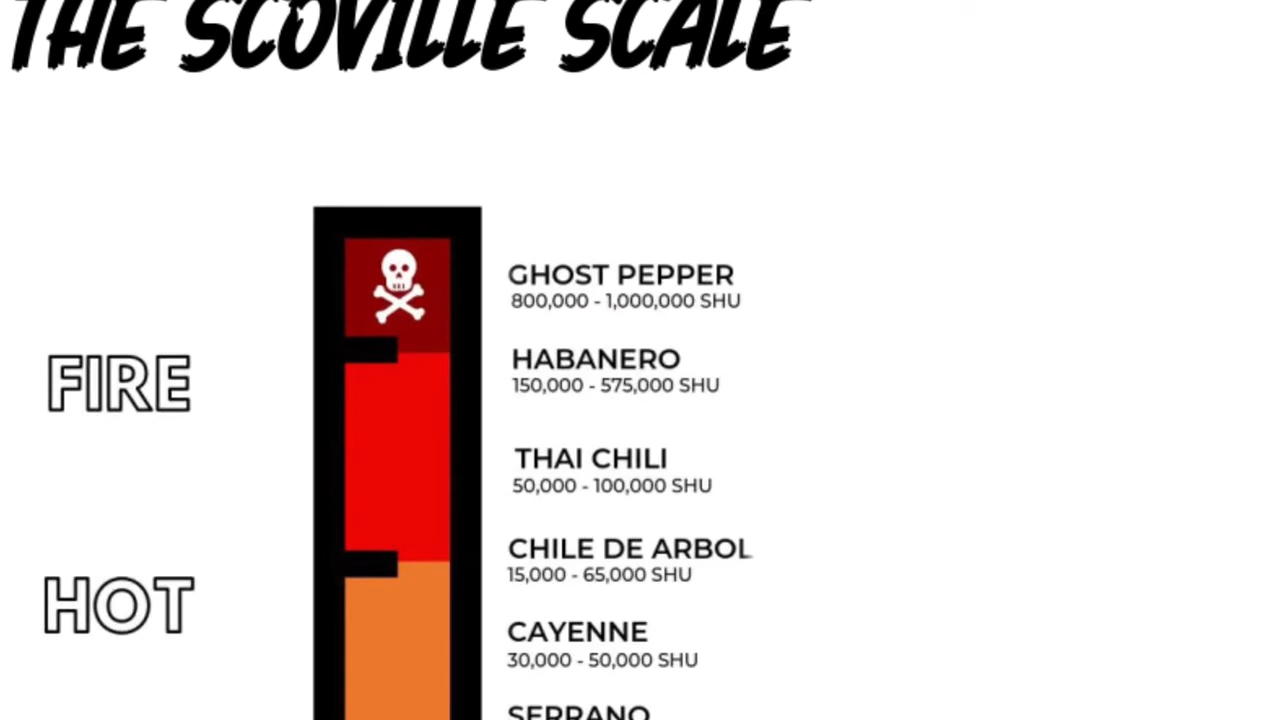 THE SCOVILLE SCALE
GHOST PEPPER
800,000 - 1,000,000 SHU
FIRE
HABANERO
150,000 - 575,000 SHU
THAI CHILI
50,000 - 100,000 SHU
CHILE DE ARBOL
15,000 - 65,000 SHU
HOT
CAYENNE
30,000 - 50,000 SHU
SERRANO